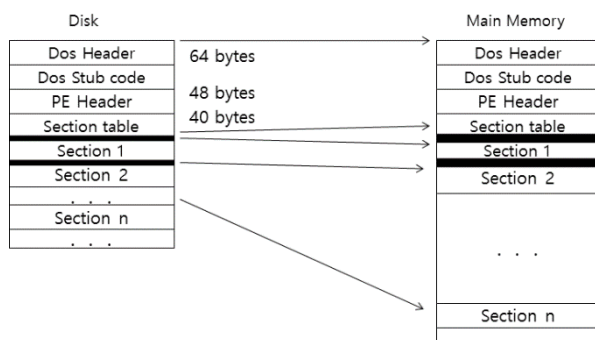 Disk
Main Memory
Dos Header
64 bytes
Dos Header
Dos Stub code
Dos Stub code
PE Header
48 bytes
PE Header
Section table
40 bytes
Section table
Section 1
Section 1
Section 2
Section 2
. . .
Section n
. . .
. . .
Section n